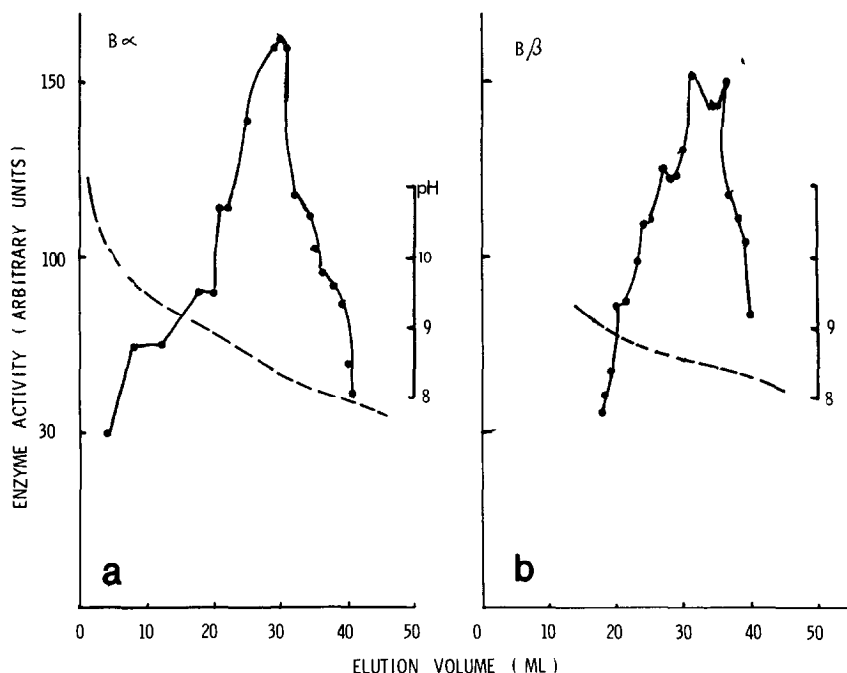 Bα
Bβ
ENZYME ACTIVITY ( ARBITRARY UNITS )
150
100
30
pH
10
9
8
9
8
a
b
0 10 20 30 40 50
0 10 20 30 40 50
ELUTION VOLUME ( ML )